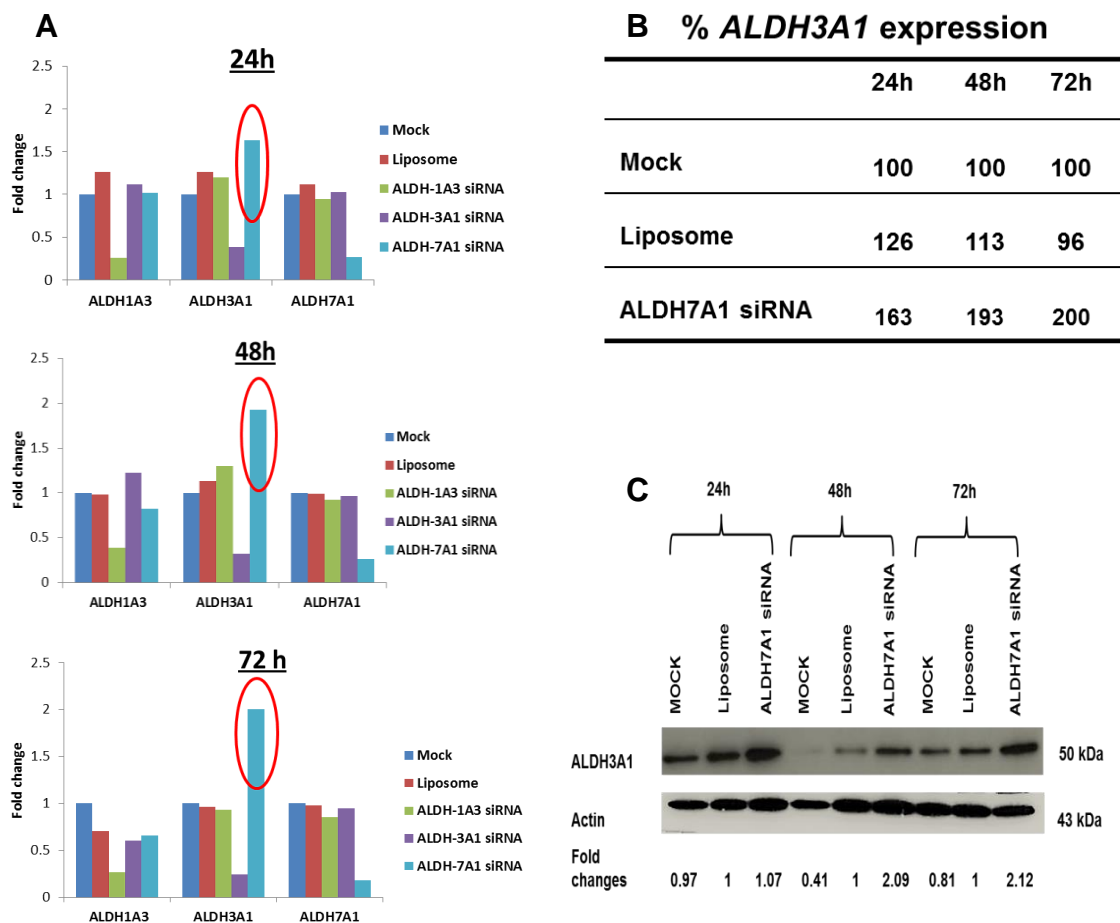 A
24h
2.5
2
1.5
1
0.5
0
Fold change
ALDH1A3 ALDH3A1 ALDH7A1
Mock
Liposome
ALDH-1A3 siRNA
ALDH-3A1 siRNA
ALDH-7A1 siRNA
48h
2.5
2
1.5
1
0.5
0
Fold change
ALDH1A3 ALDH3A1 ALDH7A1
Mock
Liposome
ALDH-1A3 siRNA
ALDH-3A1 siRNA
ALDH-7A1 siRNA
72 h
2.5
2
1.5
1
0.5
0
Fold change
ALDH1A3 ALDH3A1 ALDH7A1
Mock
Liposome
ALDH-1A3 siRNA
ALDH-3A1 siRNA
ALDH-7A1 siRNA
B % ALDH3A1 expression
24h 48h 72h
Mock 100 100 100
Liposome 126 113 96
ALDH7A1 siRNA 163 193 200
C
24h 48h 72h
MOCK
Liposome
ALDH7A1 siRNA
MOCK
Liposome
ALDH7A1 siRNA
MOCK
Liposome
ALDH7A1 siRNA
ALDH3A1 50 kDa
Actin 43 kDa
Fold
changes 0.97 1 1.07 0.41 1 2.09 0.81 1 2.12